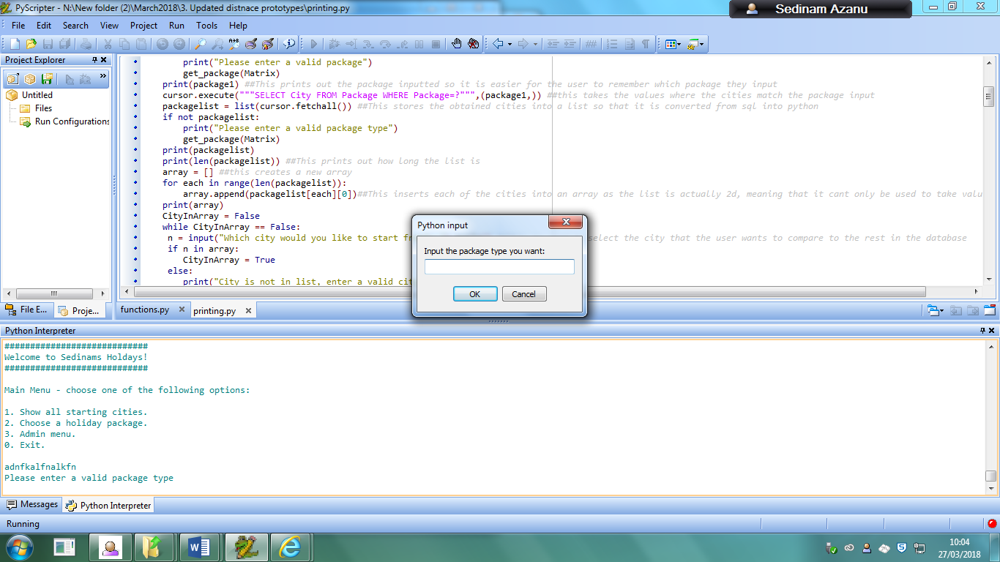 PyScripter - N:\New folder (2)\March2018\3. Updated distnace prototypes\printing.py
Sedinam Azanu
File Edit Search View Project Run Tools Help
Project Explorer
Untitled
Files
Run Configurations
print("Please enter a valid package")
get_package(Matrix)
print(package1) ##This prints out the package inputted so it is easier for the user to remember which package they input
cursor.execute("""SELECT City FROM Package WHERE Package=?""",(package1,)) ##this takes the values where the cities match the package input
packagelist = list(cursor.fetchall()) ##This stores the obtained cities into a list so that it is converted from sql into python
if not packagelist:
print("Please enter a valid package type")
get_package(Matrix)
print(packagelist)
print(len(packagelist)) ##This prints out how long the list is
array = [] ##this creates a new array
for each in range(len(packagelist)):
array.append(packagelist[each][0])##This inserts each of the cities into an array as the list is actually 2d, meaning that it cant only be used to take valu
print(array)
CityInArray = False
while CityInArray == False:
n = input("Which city would you like to start fr select the city that the user wants to compare to the rest in the database
if n in array:
CityInArray = True
else:
print("City is not in list, enter a valid cit
Python input
Input the package type you want:
OK Cancel
File E... Proje...
functions.py printing.py
Python Interpreter
############################
Welcome to Sedinams Holdays!
############################
Main Menu - choose one of the following options:
1. Show all starting cities.
2. Choose a holiday package.
3. Admin menu.
0. Exit.
adnfkalfnalkfn
Please enter a valid package type
Messages Python Interpreter
Running
10:04
27/03/2018